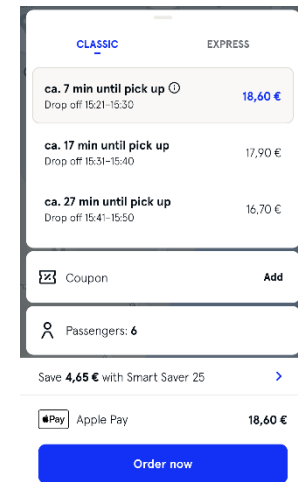 CLASSIC EXPRESS
ca. 7 min until pick up
18,60 €
Drop off 15:21–15:30
ca. 17 min until pick up
17,90 €
Drop off 15:31–15:40
ca. 27 min until pick up
16,70 €
Drop off 15:41–15:50
Coupon Add
Passengers: 6
Save 4,65 € with Smart Saver 25
Pay Apple Pay 18,60 €
Order now